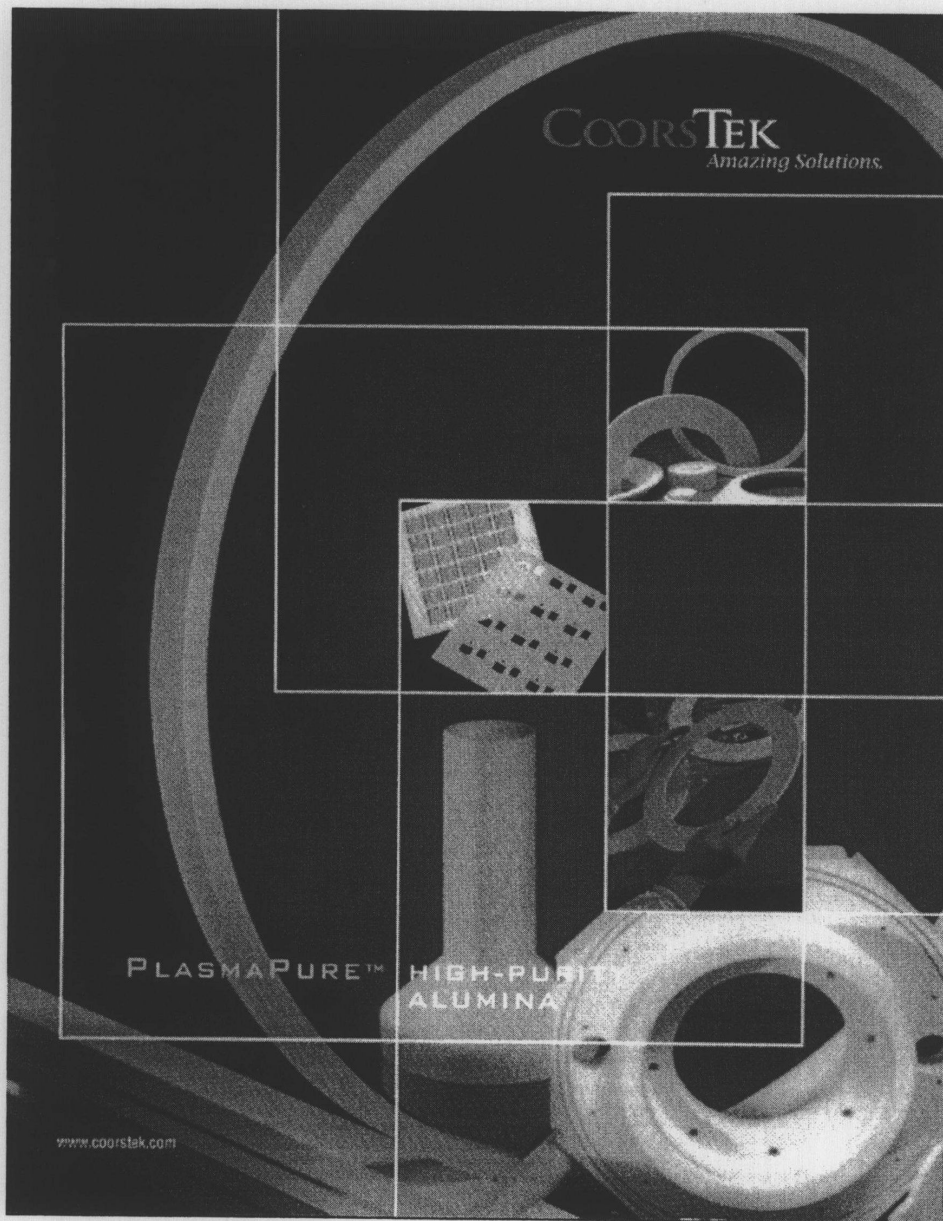 COORSTEK
Amazing Solutions.
PLASMAPURE™ HIGH-PURITY
ALUMINA
www.coorstek.com